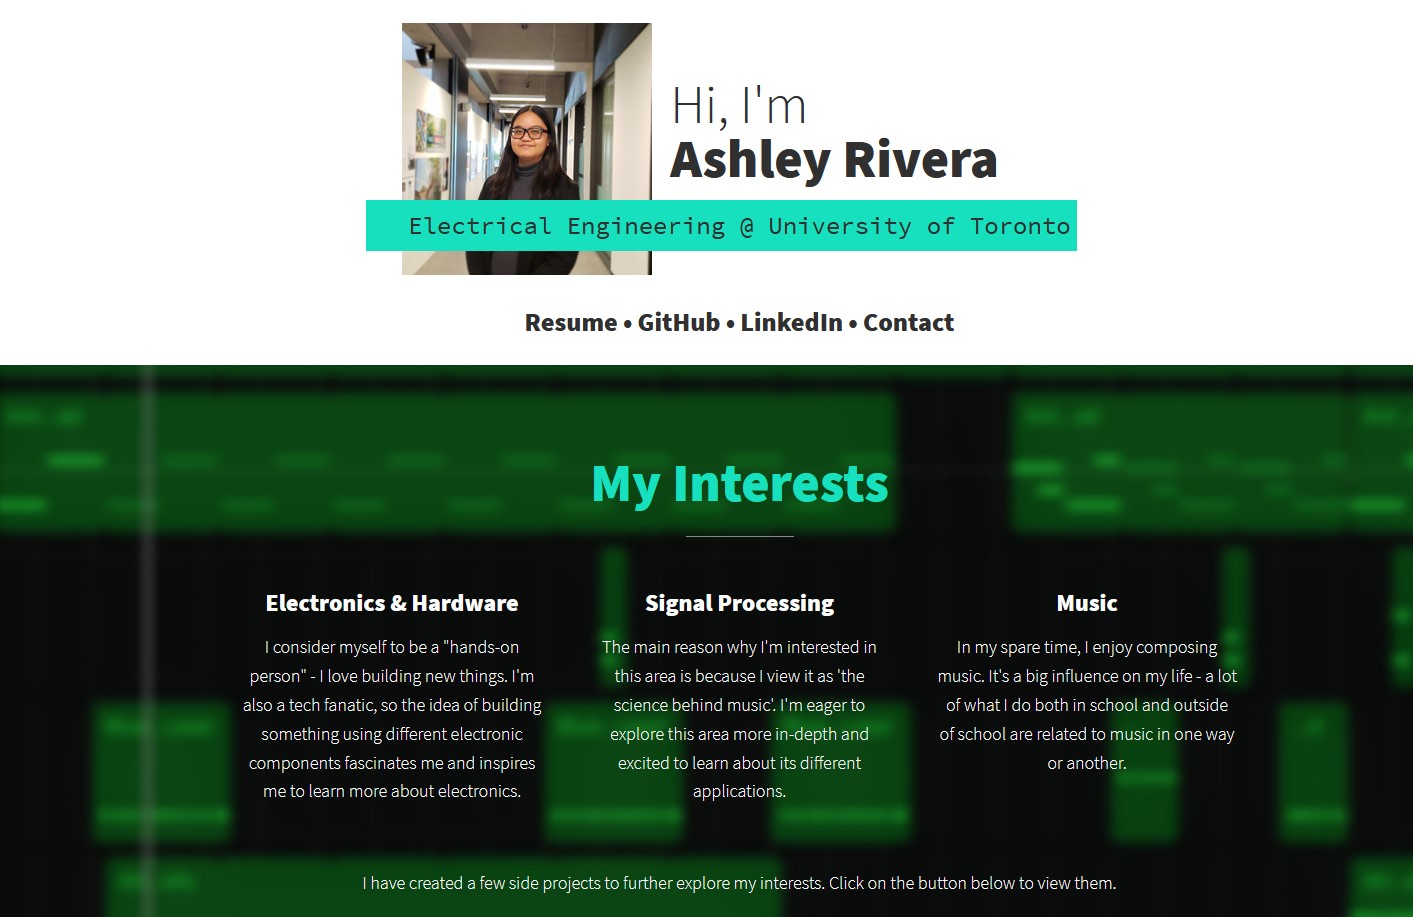 Hi, I'm
Ashley Rivera
Electrical Engineering @ University of Toronto
Resume • GitHub • LinkedIn • Contact
My Interests
Electronics & Hardware
I consider myself to be a "hands-on
person" - I love building new things. I'm
also a tech fanatic, so the idea of building
something using different electronic
components fascinates me and inspires
me to learn more about electronics.
Signal Processing
The main reason why I'm interested in
this area is because I view it as 'the
science behind music'. I'm eager to
explore this area more in-depth and
excited to learn about its different
applications.
Music
In my spare time, I enjoy composing
music. It's a big influence on my life - a lot
of what I do both in school and outside
of school are related to music in one way
or another.
I have created a few side projects to further explore my interests. Click on the button below to view them.